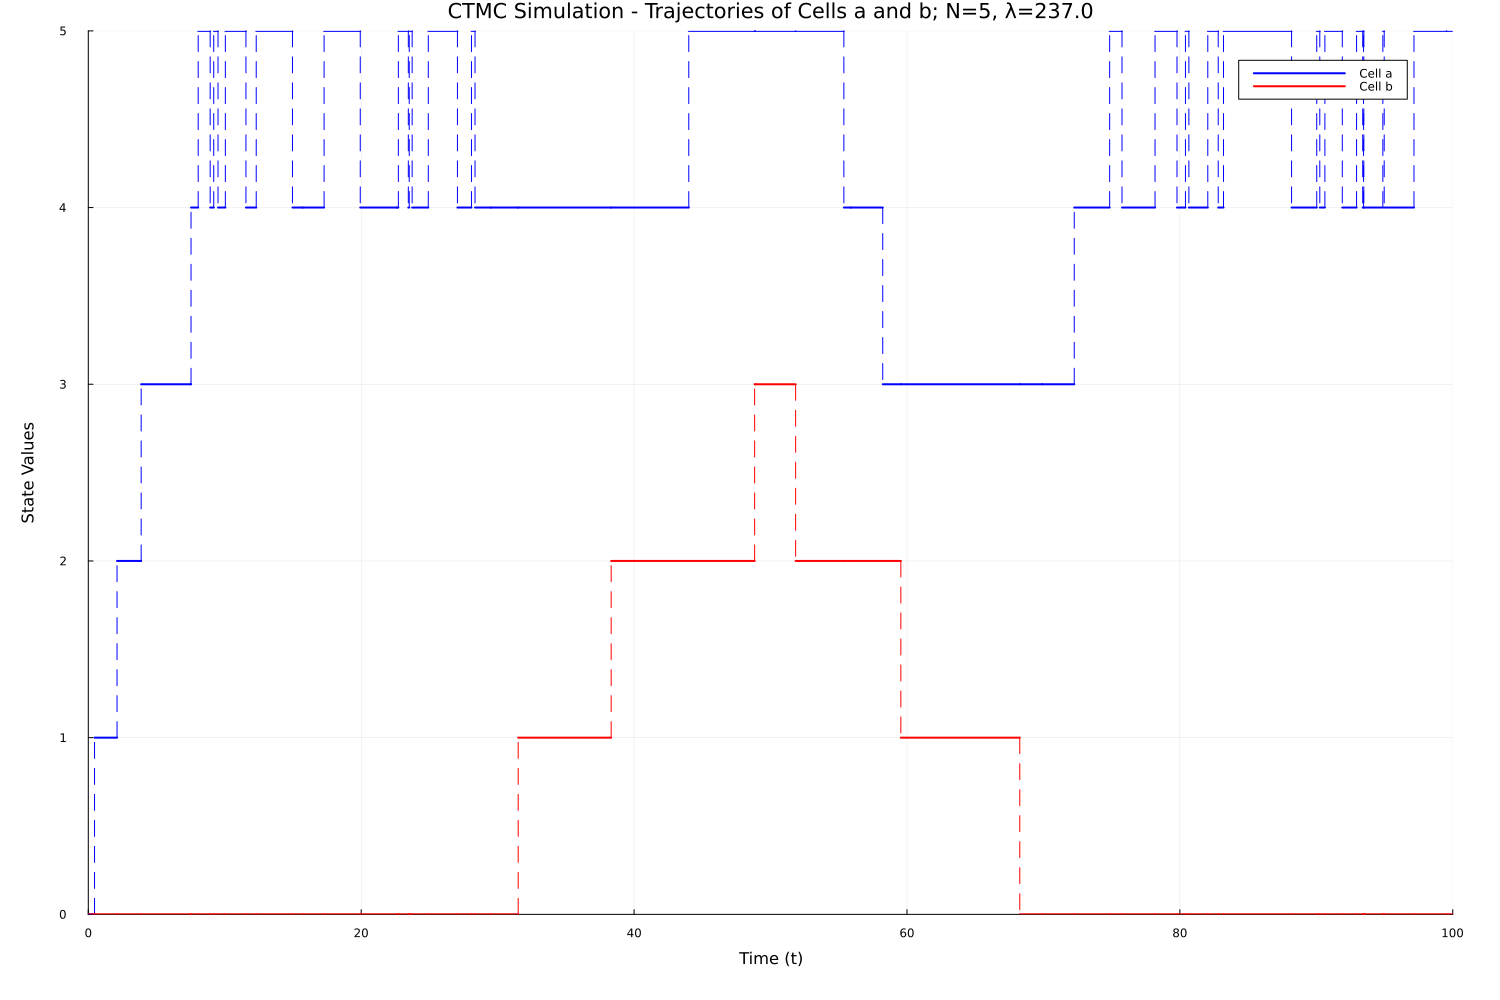 CTMC Simulation - Trajectories of Cells a and b; N=5, λ=237.0
5
Cell a
Cell b
4
3
State Values
2
1
0
0 20 40 60 80 100
Time (t)